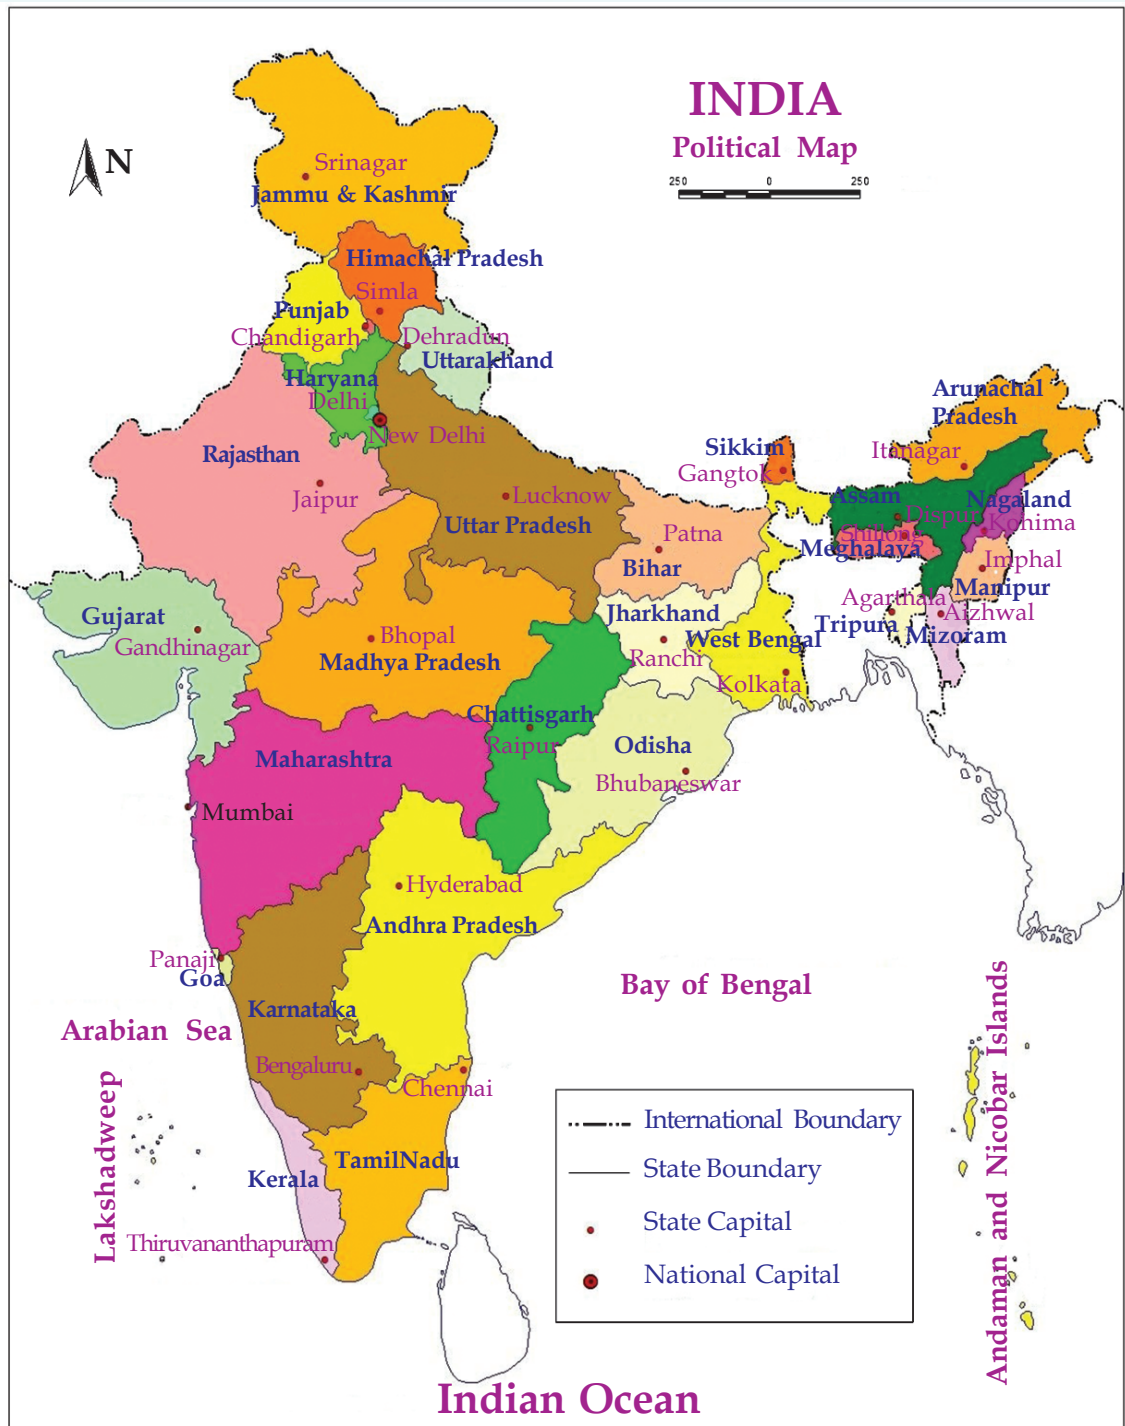 INDIA
Political Map
N
250 0 250
Srinagar
Jammu & Kashmir
Himachal Pradesh
Simla
Punjab
Chandigarh
Dehradun
Uttarakhand
Haryana
Delhi
New Delhi
Arunachal
Pradesh
Itanagar
Sikkim
Gangtok
Rajasthan
Jaipur
Lucknow
Uttar Pradesh
Assam
Dispur
Nagaland
Kohima
Shillong
Meghalaya
Imphal
Manipur
Patna
Bihar
Agarthala
Tripura
Aizhwal
Mizoram
Gujarat
Gandhinagar
Bhopal
Madhya Pradesh
Jharkhand
Ranchi
West Bengal
Kolkata
Chattisgarh
Raipur
Odisha
Bhubaneswar
Maharashtra
Mumbai
Hyderabad
Andhra Pradesh
Panaji
Goa
Karnataka
Bengaluru
Chennai
Bay of Bengal
Arabian Sea
Lakshadweep
Andaman and Nicobar Islands
Kerala
TamilNadu
Thiruvananthapuram
International Boundary
State Boundary
State Capital
National Capital
Indian Ocean